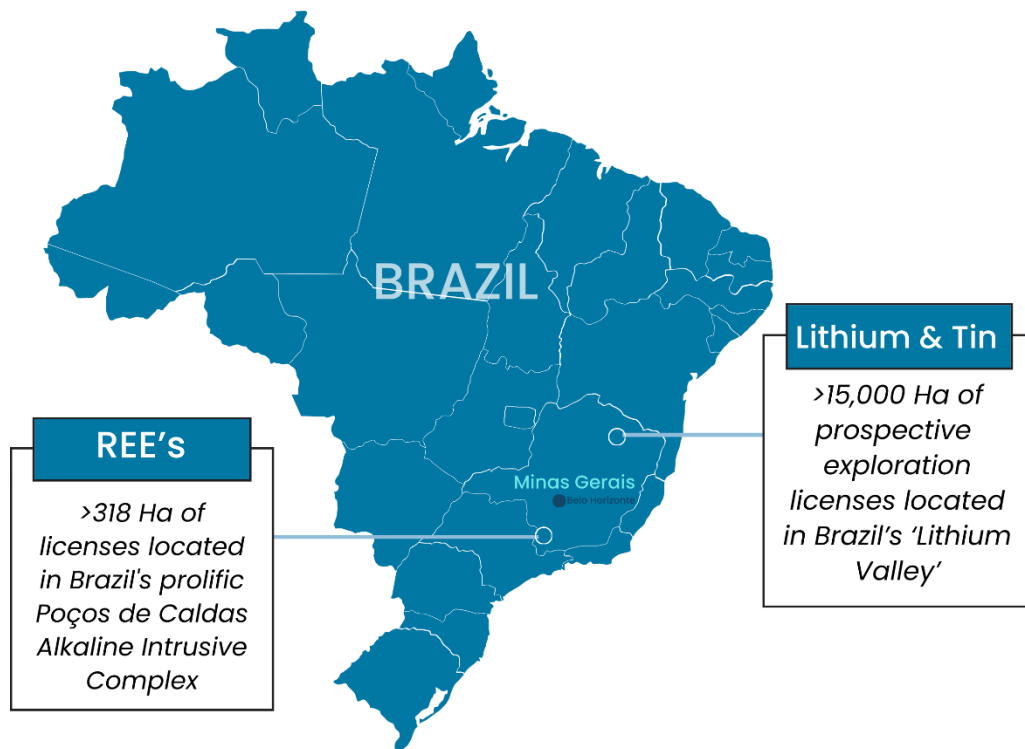 BRAZIL
Lithium & Tin
>15,000 Ha of
prospective
exploration
licenses located
in Brazil's ‘Lithium
Valley’
REE's
>318 Ha of
licenses located
in Brazil's prolific
Poços de Caldas
Alkaline Intrusive
Complex
Minas Gerais
Belo Horizonte